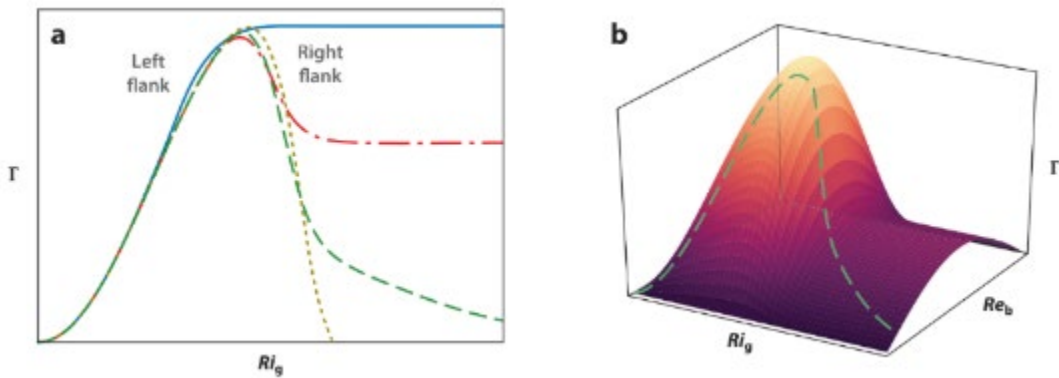 a
Left
flank
Right
flank
Γ
Ri_g
b
Γ
Re_b
Ri_g